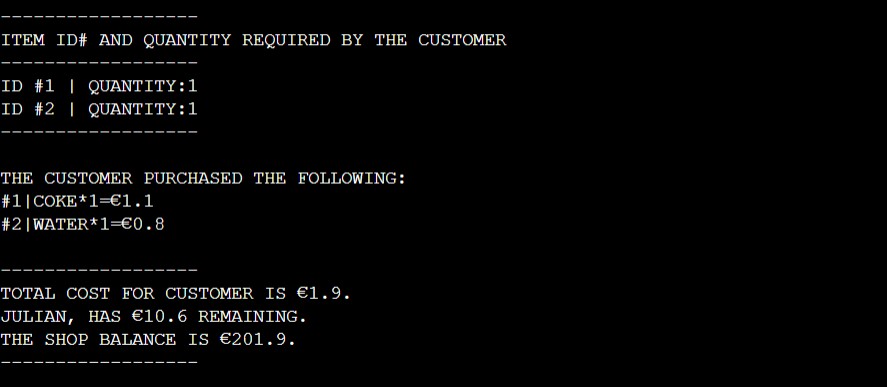 ------------------
ITEM ID# AND QUANTITY REQUIRED BY THE CUSTOMER
------------------
ID #1 | QUANTITY:1
ID #2 | QUANTITY:1
------------------
THE CUSTOMER PURCHASED THE FOLLOWING:
#1|COKE*1=€1.1
#2|WATER*1=€0.8
------------------
TOTAL COST FOR CUSTOMER IS €1.9.
JULIAN, HAS €10.6 REMAINING.
THE SHOP BALANCE IS €201.9.
------------------